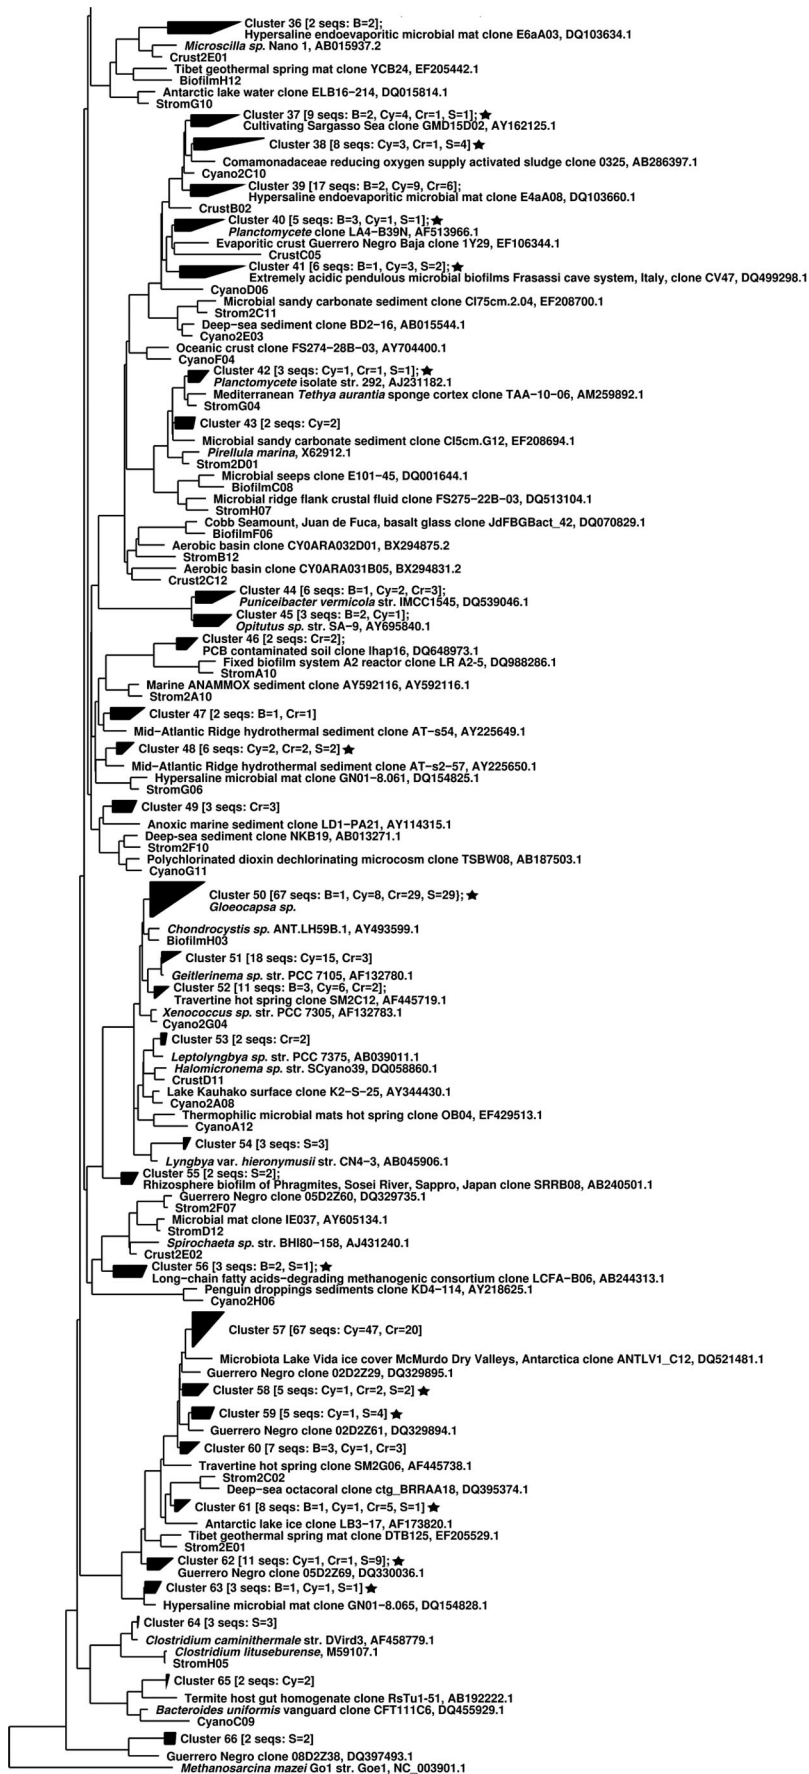 Cluster 36 [2 seqs: B=2];
Hypersaline endoevaporitic microbial mat clone E6aA03, DQ103634.1
Microscilla sp. Nano 1, AB015937.2
Crust2E01
Tibet geothermal spring mat clone YCB24, EF205442.1
BiofilmH12
Antarctic lake water clone ELB16-214, DQ015814.1
StromG10
Cluster 37 [9 seqs: B=2, Cy=4, Cr=1, S=1]; ★
Cultivating Sargasso Sea clone GMD15D02, AY162125.1
Cluster 38 [8 seqs: Cy=3, Cr=1, S=4] ★
Comamonadaceae reducing oxygen supply activated sludge clone 0325, AB286397.1
Cyano2C10
Cluster 39 [17 seqs: B=2, Cy=9, Cr=6];
Hypersaline endoevaporitic microbial mat clone E4aA08, DQ103660.1
CrustB02
Cluster 40 [5 seqs: B=3, Cy=1, S=1]; ★
Planctomycete clone LA4-B39N, AF513966.1
Evaporitic crust Guerrero Negro Baja clone 1Y29, EF106344.1
CrustC05
Cluster 41 [6 seqs: B=1, Cy=3, S=2]; ★
Extremely acidic pendulous microbial biofilms Frasassi cave system, Italy, clone CV47, DQ499298.1
CyanoD06
Microbial sandy carbonate sediment clone CI75cm.2.04, EF208700.1
Strom2C11
Deep-sea sediment clone BD2-16, AB015544.1
Cyano2E03
Oceanic crust clone FS274-28B-03, AY704400.1
CyanoF04
Cluster 42 [3 seqs: Cy=1, Cr=1, S=1]; ★
Planctomycete isolate str. 292, AJ231182.1
Mediterranean Tethya aurantia sponge cortex clone TAA-10-06, AM259892.1
StromG04
Cluster 43 [2 seqs: Cy=2]
Microbial sandy carbonate sediment clone CI5cm.G12, EF208694.1
Pirellula marina, X62912.1
Strom2D01
Microbial seeps clone E101-45, DQ001644.1
BiofilmC08
Microbial ridge flank crustal fluid clone FS275-22B-03, DQ513104.1
StromH07
Cobb Seamount, Juan de Fuca, basalt glass clone JdFBGBact_42, DQ070829.1
BiofilmF06
Aerobic basin clone CY0ARA032D01, BX294875.2
StromB12
Aerobic basin clone CY0ARA031B05, BX294831.2
Crust2C12
Cluster 44 [6 seqs: B=1, Cy=2, Cr=3];
Puniceibacter vermicola str. IMCC1545, DQ539046.1
Cluster 45 [3 seqs: B=2, Cy=1];
Opitutus sp. str. SA-9, AY695840.1
Cluster 46 [2 seqs: Cr=2];
PCB contaminated soil clone lhap16, DQ648973.1
Fixed biofilm system A2 reactor clone LR A2-5, DQ988286.1
StromA10
Marine ANAMMOX sediment clone AY592116, AY592116.1
Strom2A10
Cluster 47 [2 seqs: B=1, Cr=1]
Mid-Atlantic Ridge hydrothermal sediment clone AT-s54, AY225649.1
Cluster 48 [6 seqs: Cy=2, Cr=2, S=2] ★
Mid-Atlantic Ridge hydrothermal sediment clone AT-s2-57, AY225650.1
Hypersaline microbial mat clone GN01-8.061, DQ154825.1
StromG06
Cluster 49 [3 seqs: Cr=3]
Anoxic marine sediment clone LD1-PA21, AY114315.1
Deep-sea sediment clone NKB19, AB013271.1
Strom2F10
Polychlorinated dioxin dechlorinating microcosm clone TSBW08, AB187503.1
CyanoG11
Cluster 50 [67 seqs: B=1, Cy=8, Cr=29, S=29}; ★
Gloeocapsa sp.
Chondrocystis sp. ANT.LH59B.1, AY493599.1
BiofilmH03
Cluster 51 [18 seqs: Cy=15, Cr=3]
Geitlerinema sp. str. PCC 7105, AF132780.1
Cluster 52 [11 seqs: B=3, Cy=6, Cr=2];
Travertine hot spring clone SM2C12, AF445719.1
Xenococcus sp. str. PCC 7305, AF132783.1
Cyano2G04
Cluster 53 [2 seqs: Cr=2]
Leptolyngbya sp. str. PCC 7375, AB039011.1
Halomicronema sp. str. SCyano39, DQ058860.1
CrustD11
Lake Kauhako surface clone K2-S-25, AY344430.1
Cyano2A08
Thermophilic microbial mats hot spring clone OB04, EF429513.1
CyanoA12
Cluster 54 [3 seqs: S=3]
Lyngbya var. hieronymusii str. CN4-3, AB045906.1
Cluster 55 [2 seqs: S=2];
Rhizosphere biofilm of Phragmites, Sosei River, Sappro, Japan clone SRRB08, AB240501.1
Guerrero Negro clone 05D2Z60, DQ329735.1
Strom2F07
Microbial mat clone IE037, AY605134.1
StromD12
Spirochaeta sp. str. BHI80-158, AJ431240.1
Crust2E02
Cluster 56 [3 seqs: B=2, S=1]; ★
Long-chain fatty acids-degrading methanogenic consortium clone LCFA-B06, AB244313.1
Penguin droppings sediments clone KD4-114, AY218625.1
Cyano2H06
Cluster 57 [67 seqs: Cy=47, Cr=20]
Microbiota Lake Vida ice cover McMurdo Dry Valleys, Antarctica clone ANTLV1_C12, DQ521481.1
Guerrero Negro clone 02D2Z29, DQ329895.1
Cluster 58 [5 seqs: Cy=1, Cr=2, S=2] ★
Cluster 59 [5 seqs: Cy=1, S=4] ★
Guerrero Negro clone 02D2Z61, DQ329894.1
Cluster 60 [7 seqs: B=3, Cy=1, Cr=3]
Travertine hot spring clone SM2G06, AF445738.1
Strom2C02
Deep-sea octacoral clone ctg_BRRAA18, DQ395374.1
Cluster 61 [8 seqs: B=1, Cy=1, Cr=5, S=1] ★
Antarctic lake ice clone LB3-17, AF173820.1
Tibet geothermal spring mat clone DTB125, EF205529.1
Strom2E01
Cluster 62 [11 seqs: Cy=1, Cr=1, S=9]; ★
Guerrero Negro clone 05D2Z69, DQ330036.1
Cluster 63 [3 seqs: B=1, Cy=1, S=1] ★
Hypersaline microbial mat clone GN01-8.065, DQ154828.1
Cluster 64 [3 seqs: S=3]
Clostridium caminithermale str. DVird3, AF458779.1
Clostridium lituseburense, M59107.1
StromH05
Cluster 65 [2 seqs: Cy=2]
Termite host gut homogenate clone RsTu1-51, AB192222.1
Bacteroides uniformis vanguard clone CFT111C6, DQ455929.1
CyanoC09
Cluster 66 [2 seqs: S=2]
Guerrero Negro clone 08D2Z38, DQ397493.1
Methanosarcina mazei Go1 str. Goe1, NC_003901.1